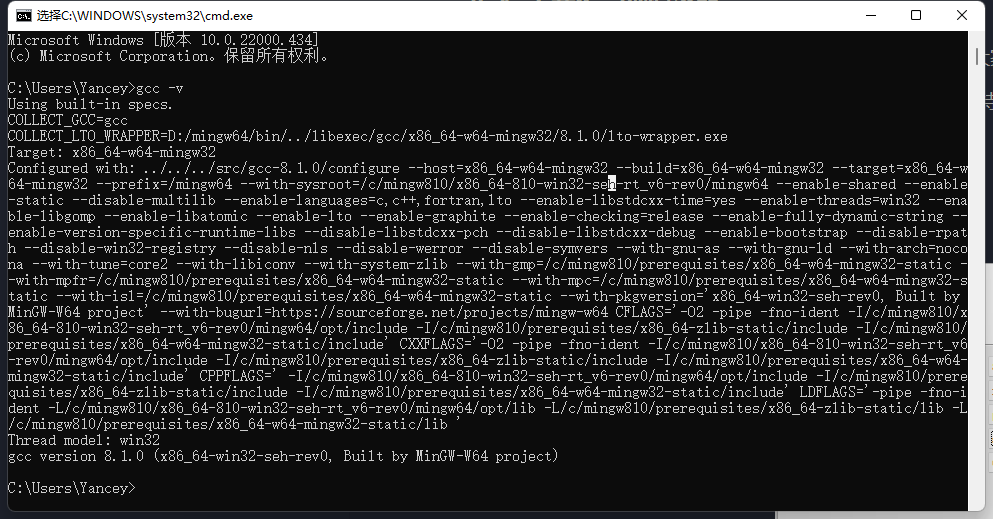 选择C:\WINDOWS\system32\cmd.exe
Microsoft Windows [版本 10.0.22000.434]
(c) Microsoft Corporation。保留所有权利。
C:\Users\Yancey>gcc -v
Using built-in specs.
COLLECT_GCC=gcc
COLLECT_LTO_WRAPPER=D:/mingw64/bin/../libexec/gcc/x86_64-w64-mingw32/8.1.0/lto-wrapper.exe
Target: x86_64-w64-mingw32
Configured with: ../../../src/gcc-8.1.0/configure --host=x86_64-w64-mingw32 --build=x86_64-w64-mingw32 --target=x86_64-w
64-mingw32 --prefix=/mingw64 --with-sysroot=/c/mingw810/x86_64-810-win32-seh-rt_v6-rev0/mingw64 --enable-shared --enable
-static --disable-multilib --enable-languages=c,c++,fortran,lto --enable-libstdcxx-time=yes --enable-threads=win32 --ena
ble-libgomp --enable-libatomic --enable-lto --enable-graphite --enable-checking=release --enable-fully-dynamic-string --
enable-version-specific-runtime-libs --disable-libstdcxx-pch --disable-libstdcxx-debug --enable-bootstrap --disable-rpat
h --disable-win32-registry --disable-nls --disable-werror --disable-symvers --with-gnu-as --with-gnu-ld --with-arch=noco
na --with-tune=core2 --with-libiconv --with-system-zlib --with-gmp=/c/mingw810/prerequisites/x86_64-w64-mingw32-static -
-with-mpfr=/c/mingw810/prerequisites/x86_64-w64-mingw32-static --with-mpc=/c/mingw810/prerequisites/x86_64-w64-mingw32-s
tatic --with-isl=/c/mingw810/prerequisites/x86_64-w64-mingw32-static --with-pkgversion='x86_64-win32-seh-rev0, Built by
MinGW-W64 project' --with-bugurl=https://sourceforge.net/projects/mingw-w64 CFLAGS='-O2 -pipe -fno-ident -I/c/mingw810/x
86_64-810-win32-seh-rt_v6-rev0/mingw64/opt/include -I/c/mingw810/prerequisites/x86_64-zlib-static/include -I/c/mingw810/
prerequisites/x86_64-w64-mingw32-static/include' CXXFLAGS='-O2 -pipe -fno-ident -I/c/mingw810/x86_64-810-win32-seh-rt_v6
-rev0/mingw64/opt/include -I/c/mingw810/prerequisites/x86_64-zlib-static/include -I/c/mingw810/prerequisites/x86_64-w64-
mingw32-static/include' CPPFLAGS=' -I/c/mingw810/x86_64-810-win32-seh-rt_v6-rev0/mingw64/opt/include -I/c/mingw810/prere
quisites/x86_64-zlib-static/include -I/c/mingw810/prerequisites/x86_64-w64-mingw32-static/include' LDFLAGS='-pipe -fno-i
dent -L/c/mingw810/x86_64-810-win32-seh-rt_v6-rev0/mingw64/opt/lib -L/c/mingw810/prerequisites/x86_64-zlib-static/lib -L
/c/mingw810/prerequisites/x86_64-w64-mingw32-static/lib '
Thread model: win32
gcc version 8.1.0 (x86_64-win32-seh-rev0, Built by MinGW-W64 project)
C:\Users\Yancey>